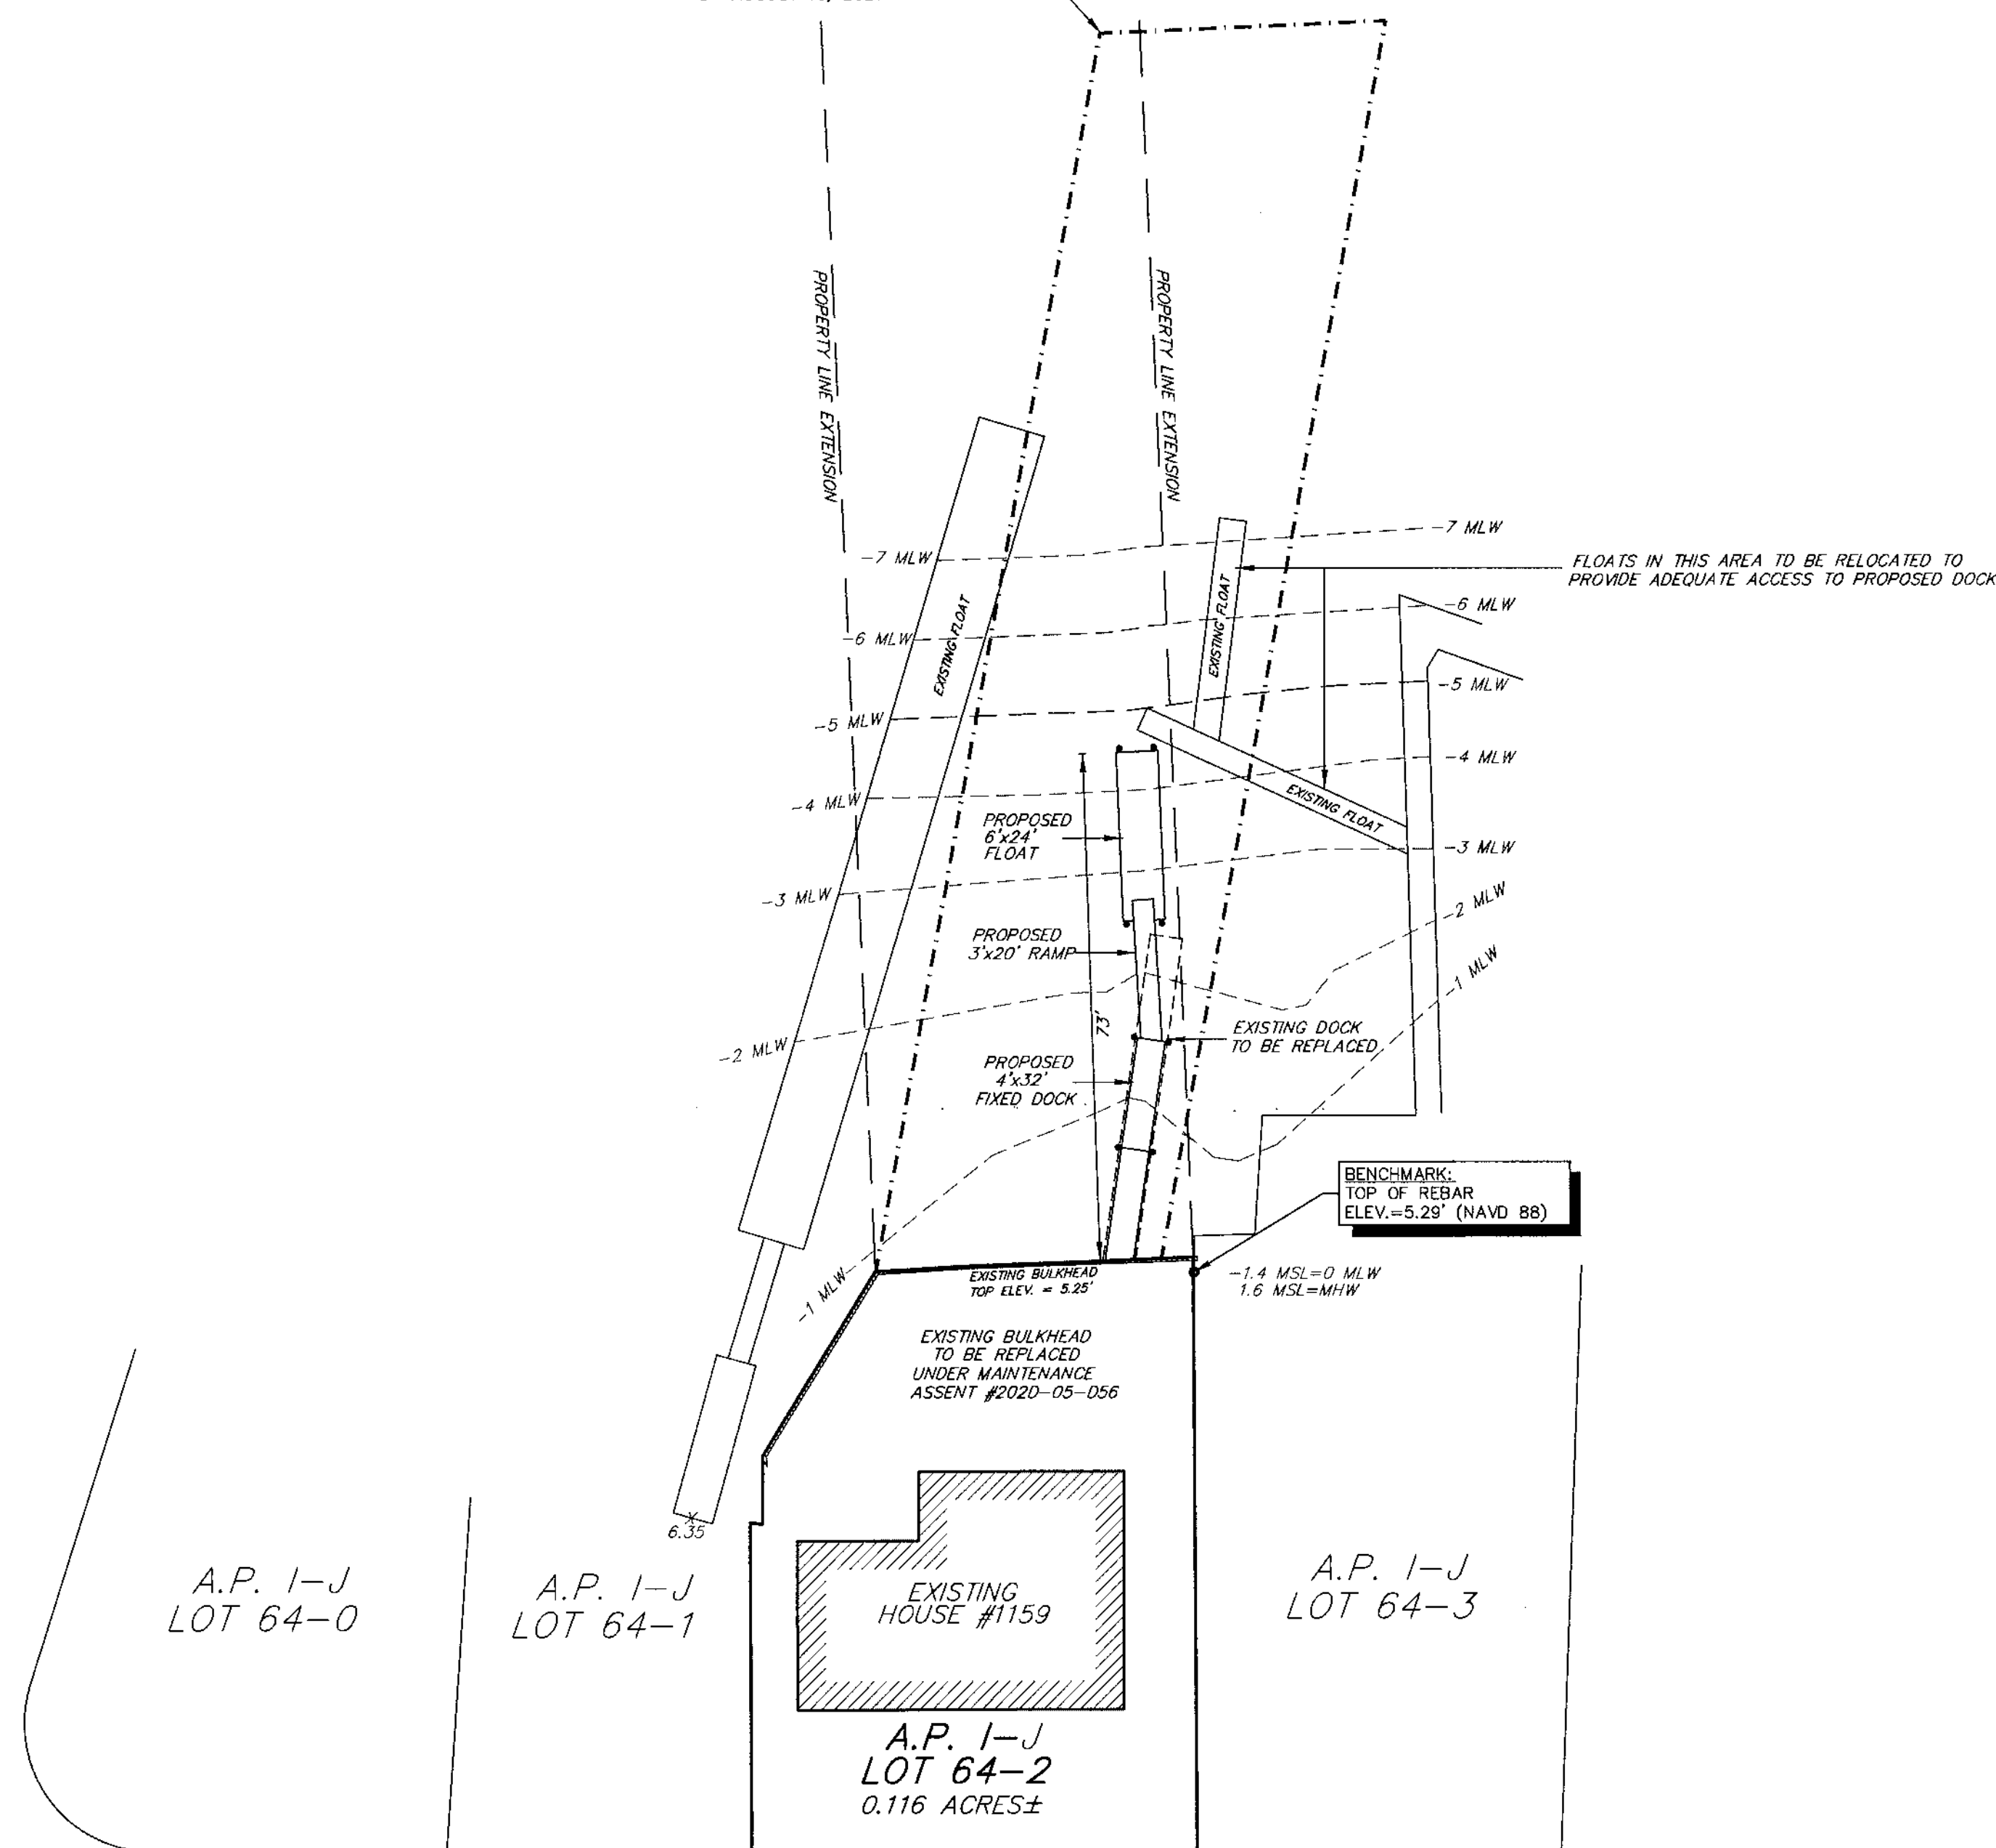 PROPERTY LINE EXTENSION
PROPERTY LINE EXTENSION
-7 MLW
-7 MLW
FLOATS IN THIS AREA TO BE RELOCATED TO
PROVIDE ADEQUATE ACCESS TO PROPOSED DOCK
EXISTING FLOAT
EXISTING FLOAT
-6 MLW
-6 MLW
-5 MLW
-5 MLW
-4 MLW
-4 MLW
EXISTING FLOAT
PROPOSED
6'x24'
FLOAT
-3 MLW
-3 MLW
-2 MLW
PROPOSED
3'x20' RAMP
-1 MLW
73'
EXISTING DOCK
TO BE REPLACED
-2 MLW
PROPOSED
4'x32'
FIXED DOCK
BENCHMARK:
TOP OF REBAR
ELEV.=5.29' (NAVD 88)
-1 MLW
EXISTING BULKHEAD
TOP ELEV. = 5.25'
-1.4 MSL=0 MLW
1.6 MSL=MHW
EXISTING BULKHEAD
TO BE REPLACED
UNDER MAINTENANCE
ASSENT #2020-05-056
6.35
A.P. I-J
LOT 64-0
A.P. I-J
LOT 64-1
EXISTING
HOUSE #1159
A.P. I-J
LOT 64-3
A.P. I-J
LOT 64-2
0.116 ACRES±